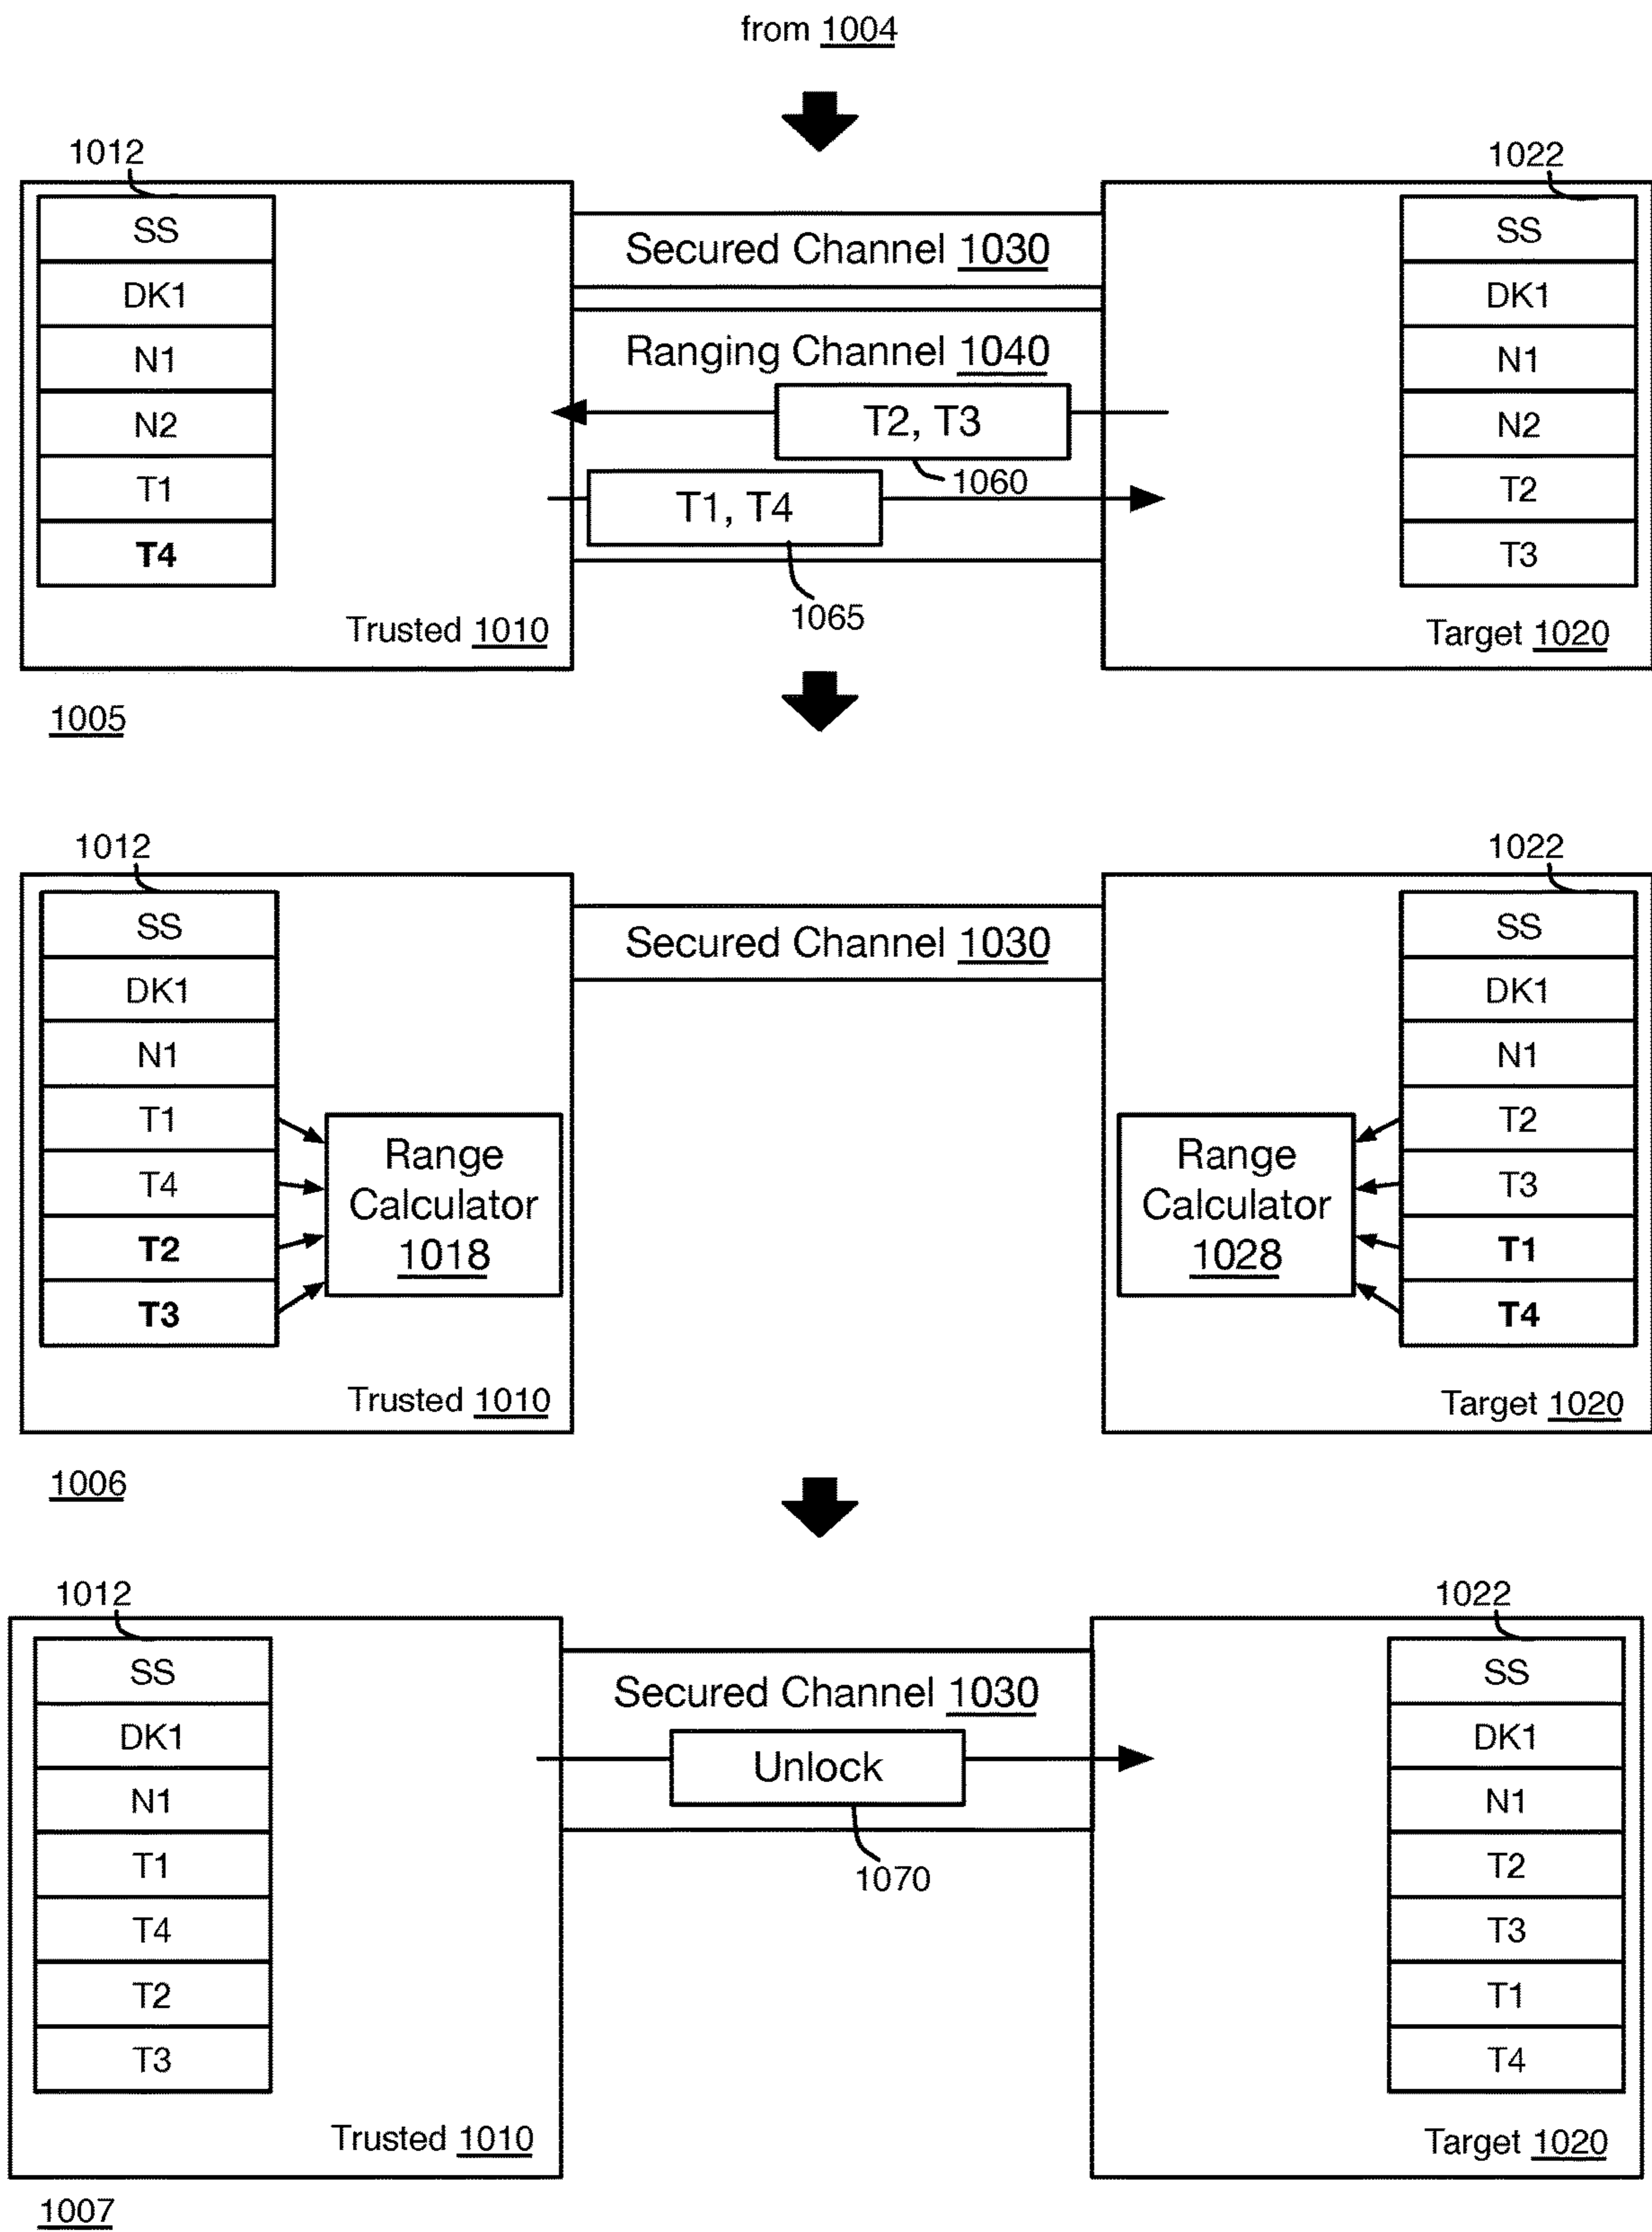 from 1004
1012
1022
SS
DK1
N1
N2
T1
T4
Trusted 1010
Secured Channel 1030
Ranging Channel 1040
T2, T3
1060
T1, T4
1065
SS
DK1
N1
N2
T2
T3
Target 1020
1005
1012
1022
SS
DK1
N1
T1
T4
T2
T3
Range
Calculator
1018
Trusted 1010
Secured Channel 1030
Range
Calculator
1028
SS
DK1
N1
T2
T3
T1
T4
Target 1020
1006
1012
1022
SS
DK1
N1
T1
T4
T2
T3
Trusted 1010
Secured Channel 1030
Unlock
1070
SS
DK1
N1
T2
T3
T1
T4
Target 1020
1007